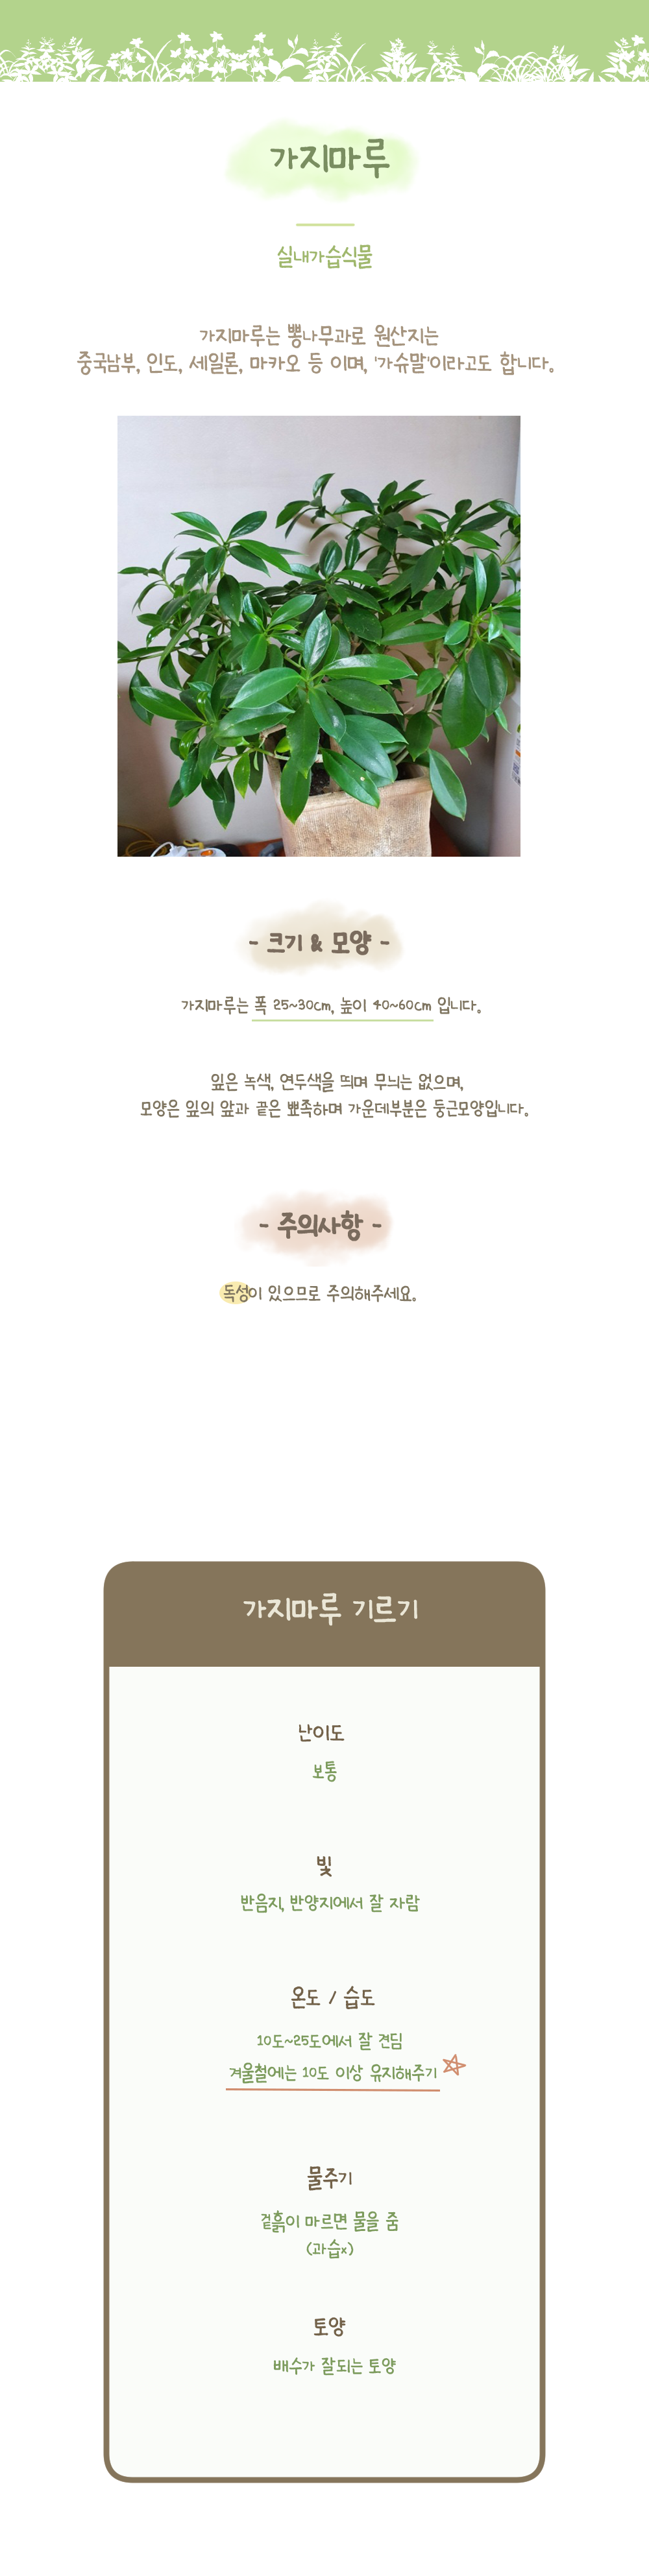 가지마루
실내가습식물
가지마루는 뽕나무과로 원산지는
중국남부, 인도, 세일론, 마카오 등 이며, '가슈말'이라고도 합니다.
- 크기 & 모양 -
가지마루는 폭 25~30cm, 높이 40~60cm 입니다.
잎은 녹색, 연두색을 띄며 무늬는 없으며,
모양은 잎의 앞과 끝은 뾰족하며 가운데부분은 둥근모양입니다.
- 주의사항 -
독성이 있으므로 주의해주세요.
가지마루 기르기
난이도
보통
빛
반음지, 반양지에서 잘 자람
온도 / 습도
10도~25도에서 잘 견딤
겨울철에는 10도 이상 유지해주기
물주기
겉흙이 마르면 물을 줌
(과습x)
토양
배수가 잘되는 토양